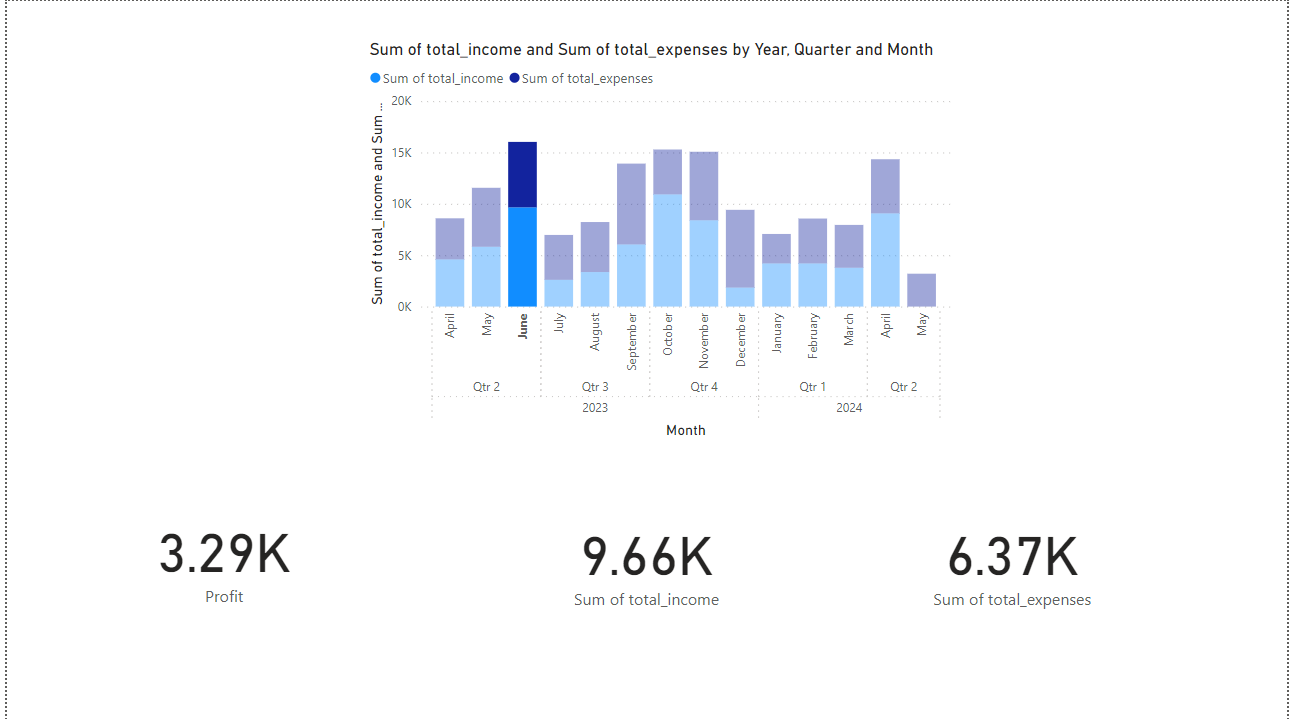 Sum of total_income and Sum of total_expenses by Year, Quarter and Month
Sum of total_income Sum of total_expenses
Sum of total_income and Sum ...
20K
15K
10K
5K
0K
April May June July August September October November December January February March April May
Qtr 2 Qtr 3 Qtr 4 Qtr 1 Qtr 2
2023 2024
Month
3.29K 9.66K 6.37K
Profit Sum of total_income Sum of total_expenses